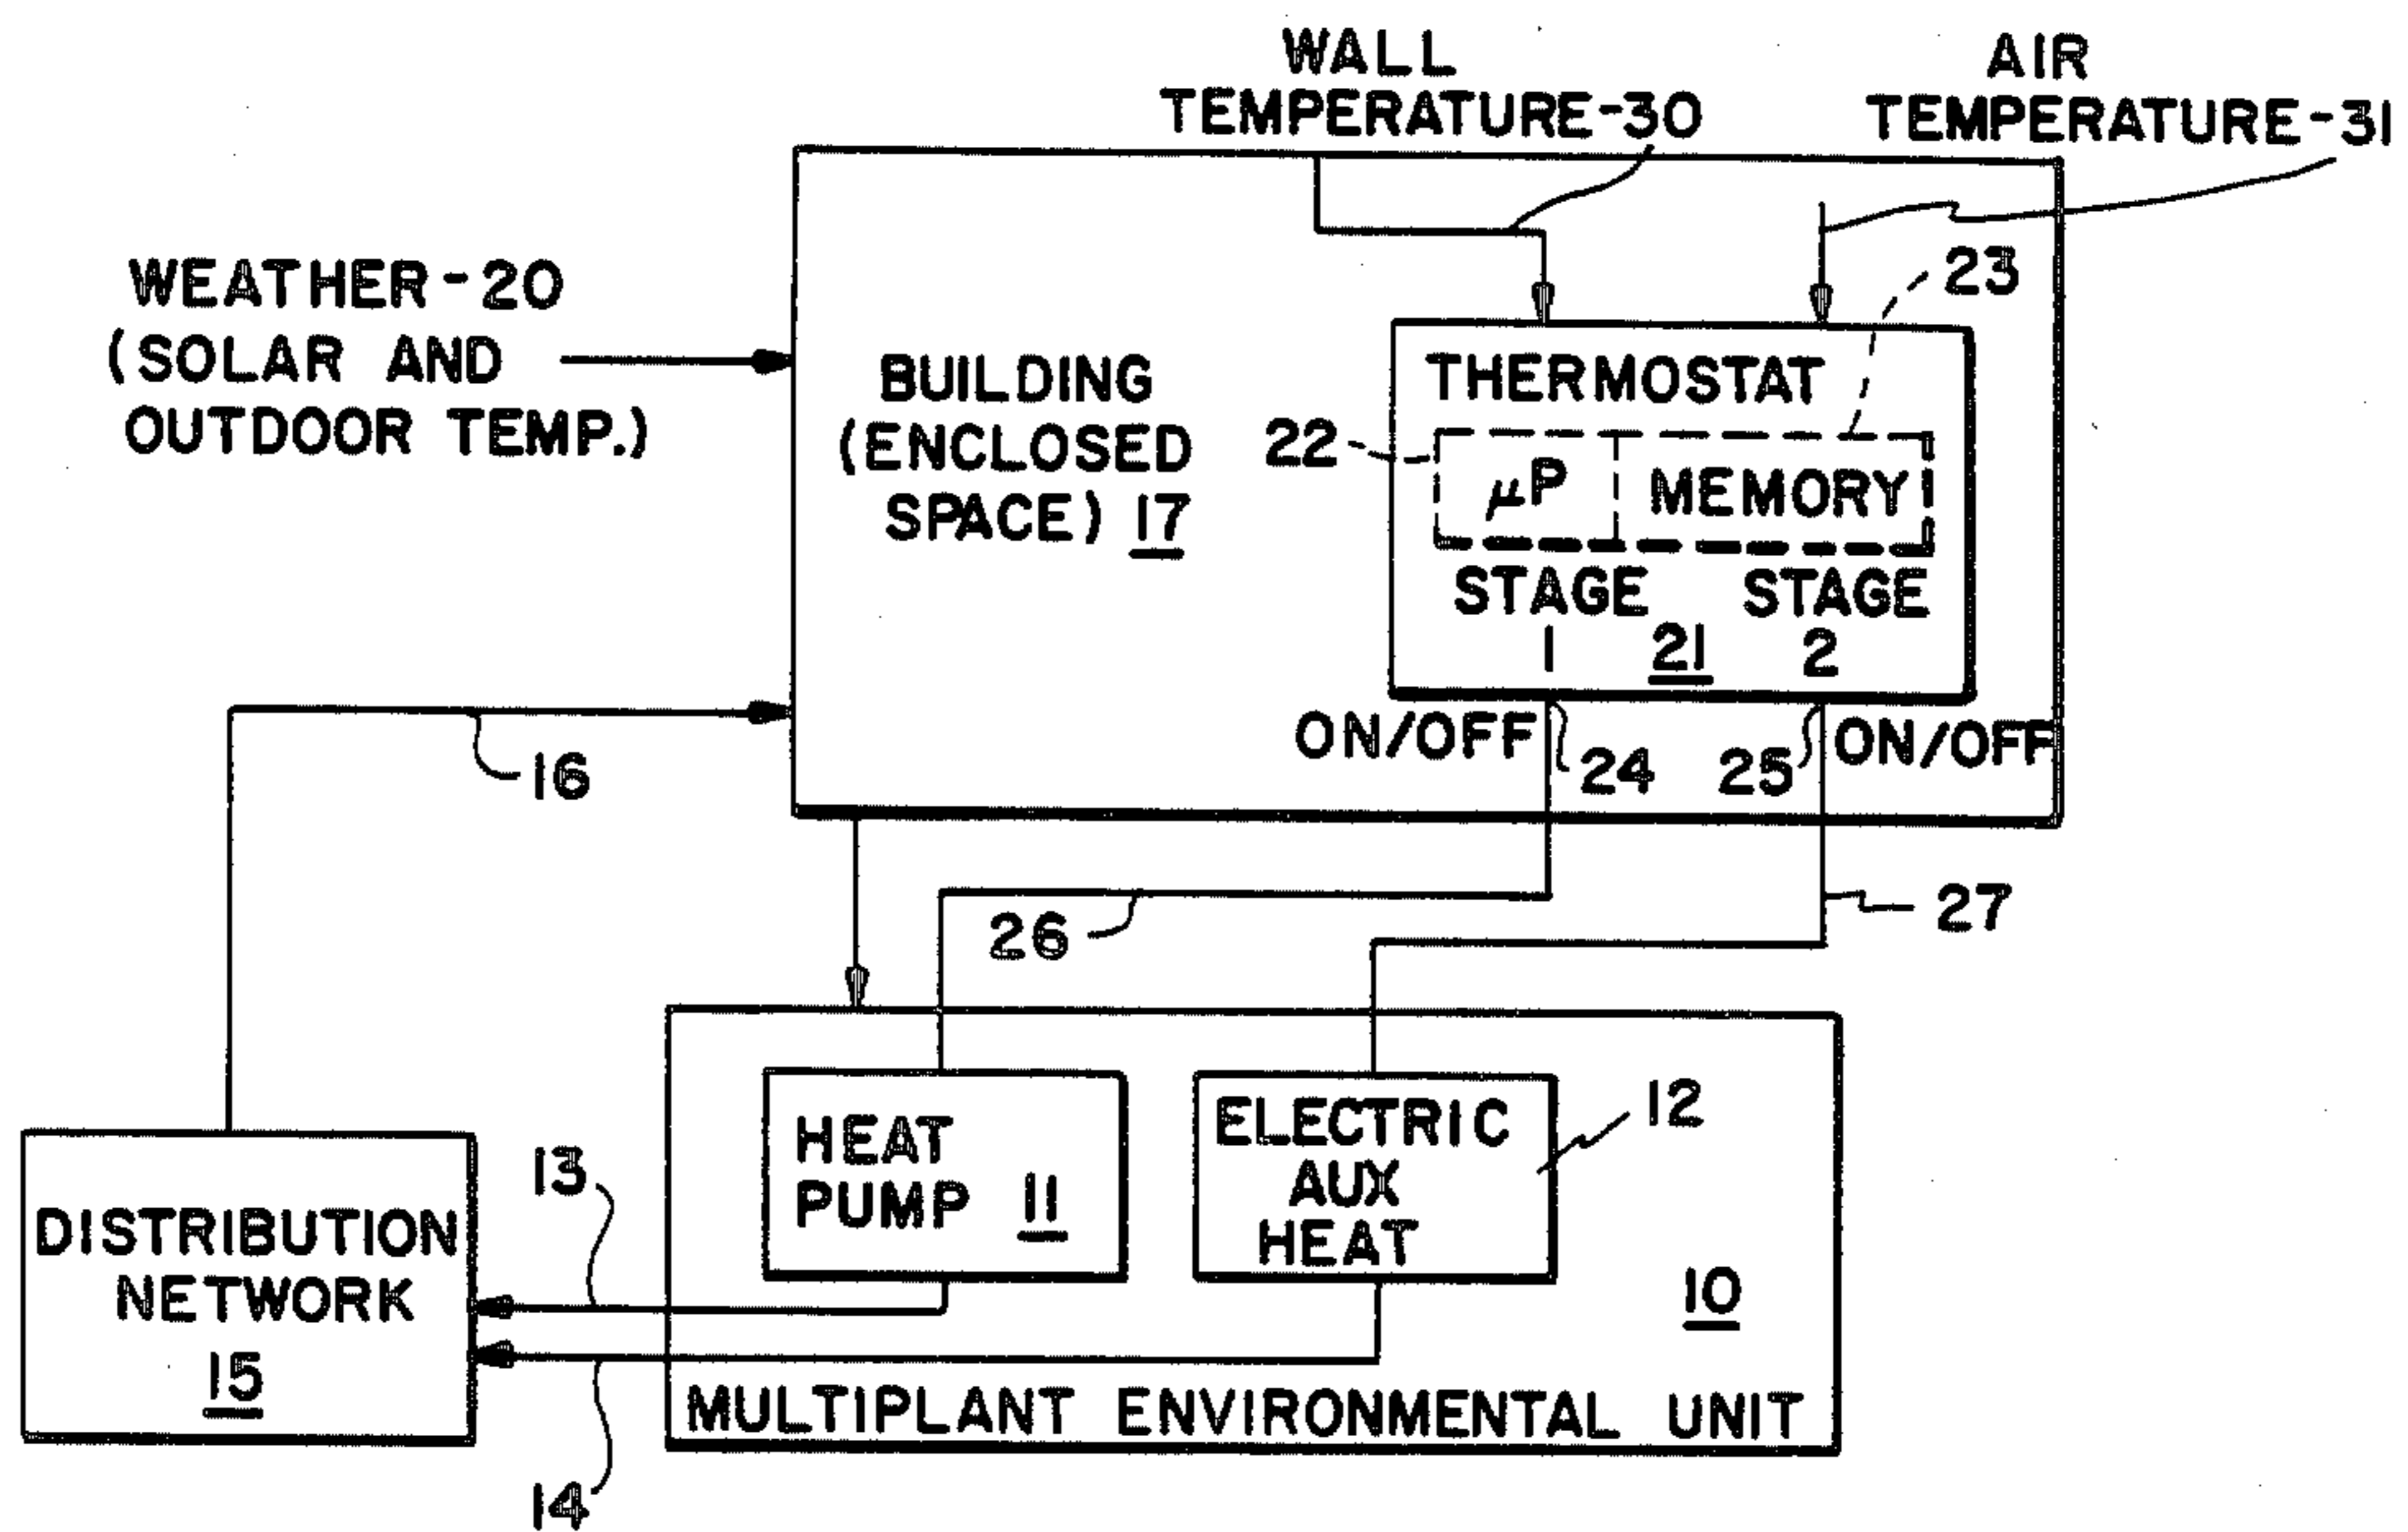 WALL
TEMPERATURE-30
AIR
TEMPERATURE-31
WEATHER-20
(SOLAR AND
OUTDOOR TEMP.)
BUILDING
(ENCLOSED
SPACE) 17
23
THERMOSTAT
22
μP
MEMORY
STAGE
1
21
STAGE
2
ON/OFF
24
25
ON/OFF
16
26
27
HEAT
PUMP 11
ELECTRIC
AUX
HEAT
12
13
DISTRIBUTION
NETWORK
15
10
MULTIPLANT ENVIRONMENTAL UNIT
14